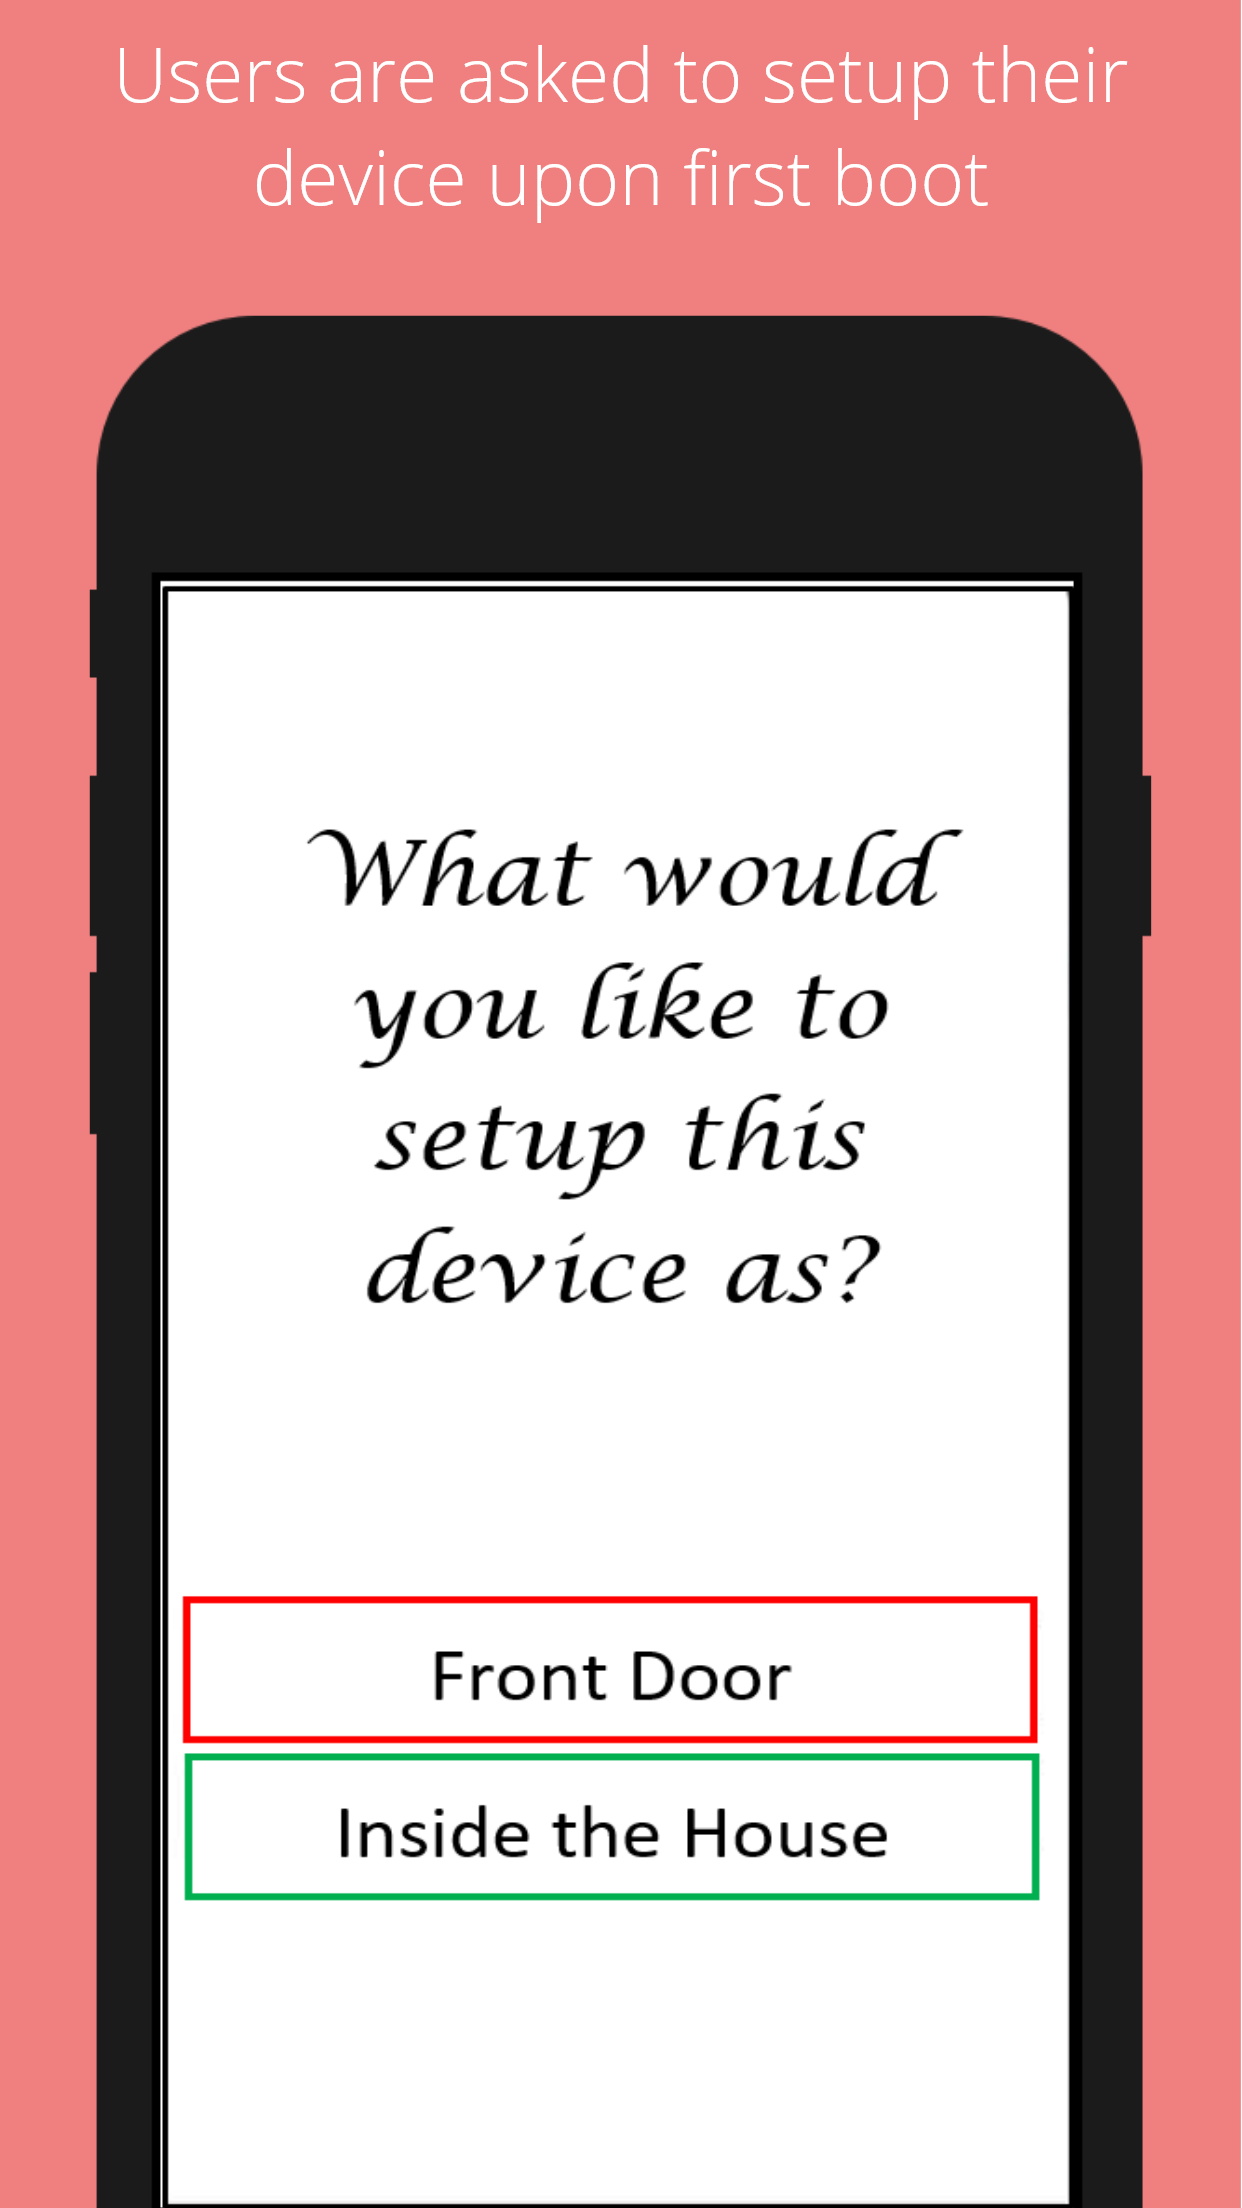 Users are asked to setup their
device upon first boot
What would
you like to
setup this
device as?
Front Door
Inside the House